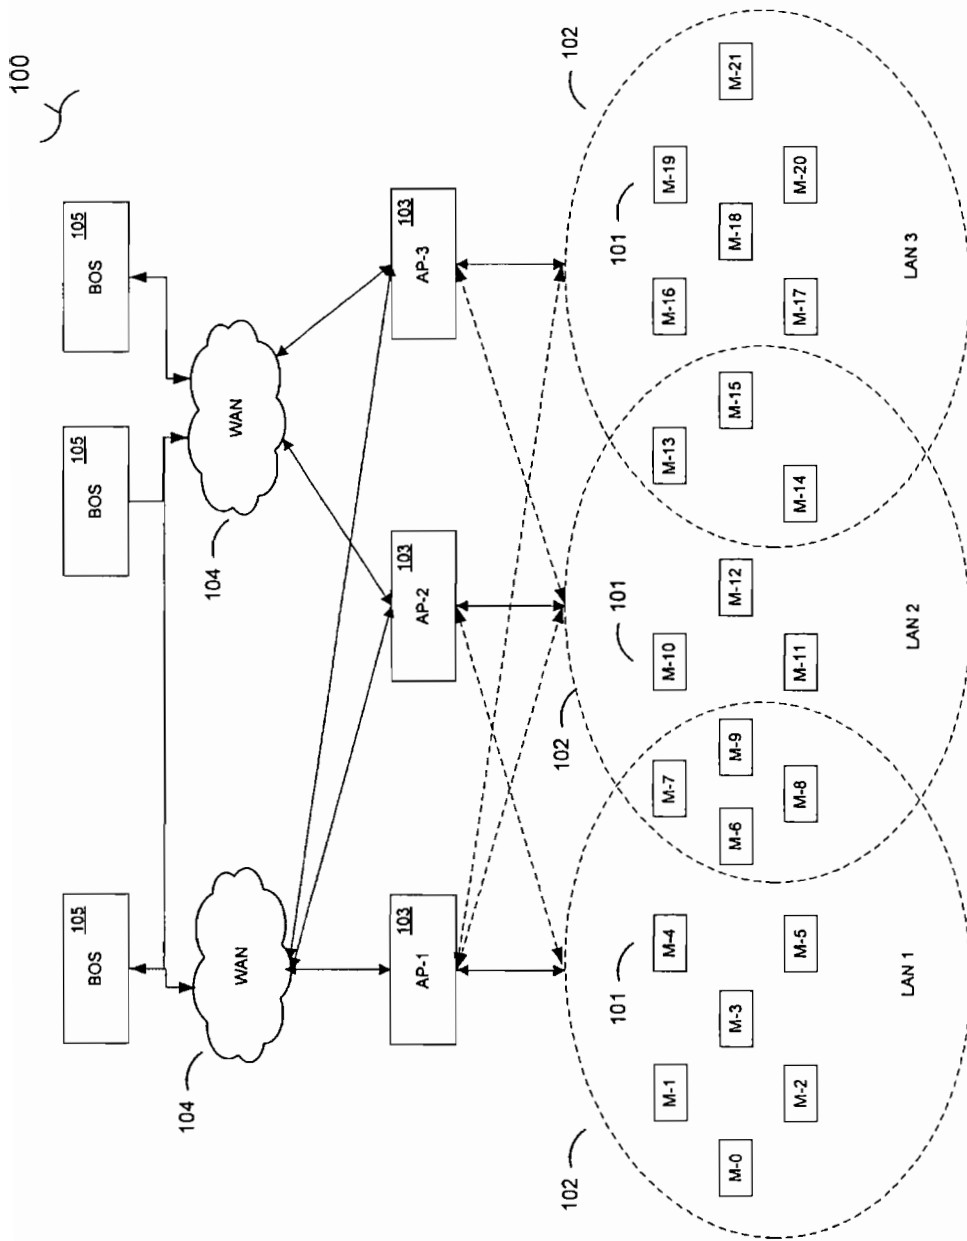 100
105
BOS
105
BOS
105
BOS
WAN
104
WAN
104
103
AP-1
103
AP-2
103
AP-3
102
102
102
101
101
101
M-0
M-1
M-2
M-3
M-4
M-5
M-6
M-7
M-8
M-9
M-10
M-11
M-12
M-13
M-14
M-15
M-16
M-17
M-18
M-19
M-20
M-21
LAN 1
LAN 2
LAN 3